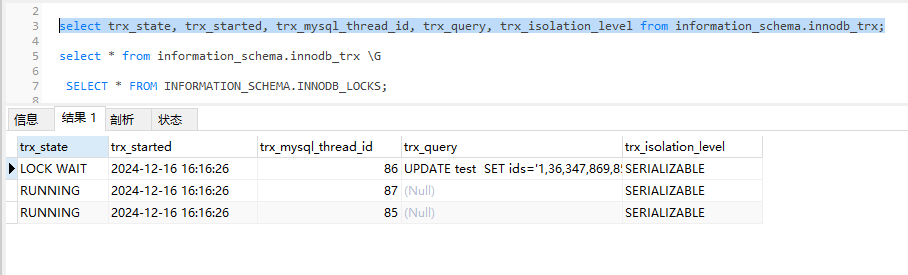 2
3 select trx_state, trx_started, trx_mysql_thread_id, trx_query, trx_isolation_level from information_schema.innodb_trx;
4
5 select * from information_schema.innodb_trx \G
6
7 SELECT * FROM INFORMATION_SCHEMA.INNODB_LOCKS;
8
信息 结果 1 剖析 状态
trx_state trx_started trx_mysql_thread_id trx_query trx_isolation_level
LOCK WAIT 2024-12-16 16:16:26 86 UPDATE test SET ids='1,36,347,869,8 SERIALIZABLE
RUNNING 2024-12-16 16:16:26 87 (Null) SERIALIZABLE
RUNNING 2024-12-16 16:16:26 85 (Null) SERIALIZABLE